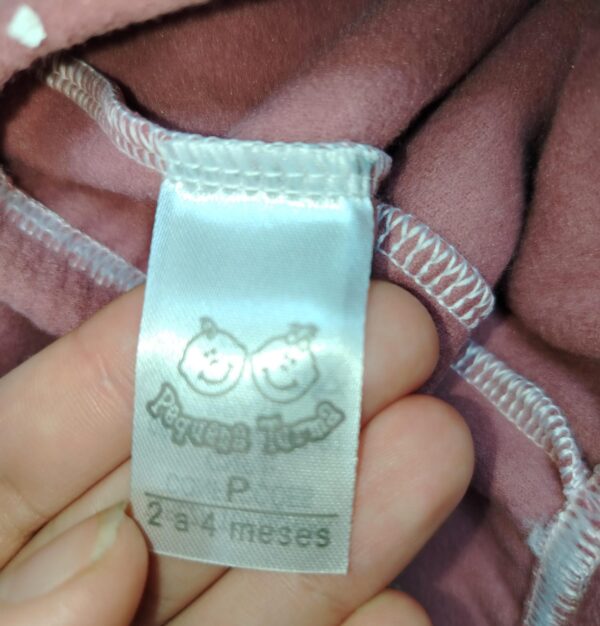 Pequena Turma
P
2 a 4 meses